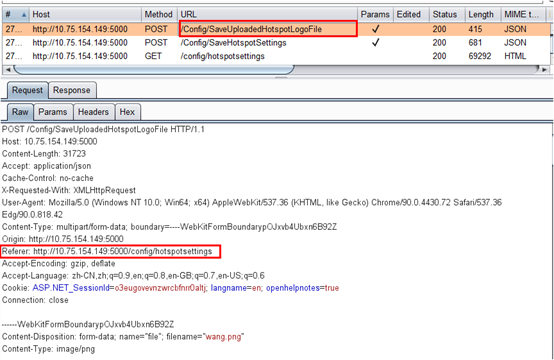 # Host Method URL Params Edited Status Length MIME t...
27... http://10.75.154.149:5000 POST /Config/SaveUploadedHotspotLogoFile ✓ 200 415 JSON
27... http://10.75.154.149:5000 POST /Config/SaveHotspotSettings ✓ 200 681 JSON
27... http://10.75.154.149:5000 GET /config/hotspotsettings 200 69292 HTML
Request Response
Raw Params Headers Hex
POST /Config/SaveUploadedHotspotLogoFile HTTP/1.1
Host: 10.75.154.149:5000
Content-Length: 31723
Accept: application/json
Cache-Control: no-cache
X-Requested-With: XMLHttpRequest
User-Agent: Mozilla/5.0 (Windows NT 10.0; Win64; x64) AppleWebKit/537.36 (KHTML, like Gecko) Chrome/90.0.4430.72 Safari/537.36
Edg/90.0.818.42
Content-Type: multipart/form-data; boundary=----WebKitFormBoundarypOJxvb4Ubxn6B92Z
Origin: http://10.75.154.149:5000
Referer: http://10.75.154.149:5000/config/hotspotsettings
Accept-Encoding: gzip, deflate
Accept-Language: zh-CN,zh;q=0.9,en;q=0.8,en-GB;q=0.7,en-US;q=0.6
Cookie: ASP.NET_SessionId=o3eugovevnzwrcbfnrr0altj; langname=en; openhelpnotes=true
Connection: close
------WebKitFormBoundarypOJxvb4Ubxn6B92Z
Content-Disposition: form-data; name="file"; filename="wang.png"
Content-Type: image/png